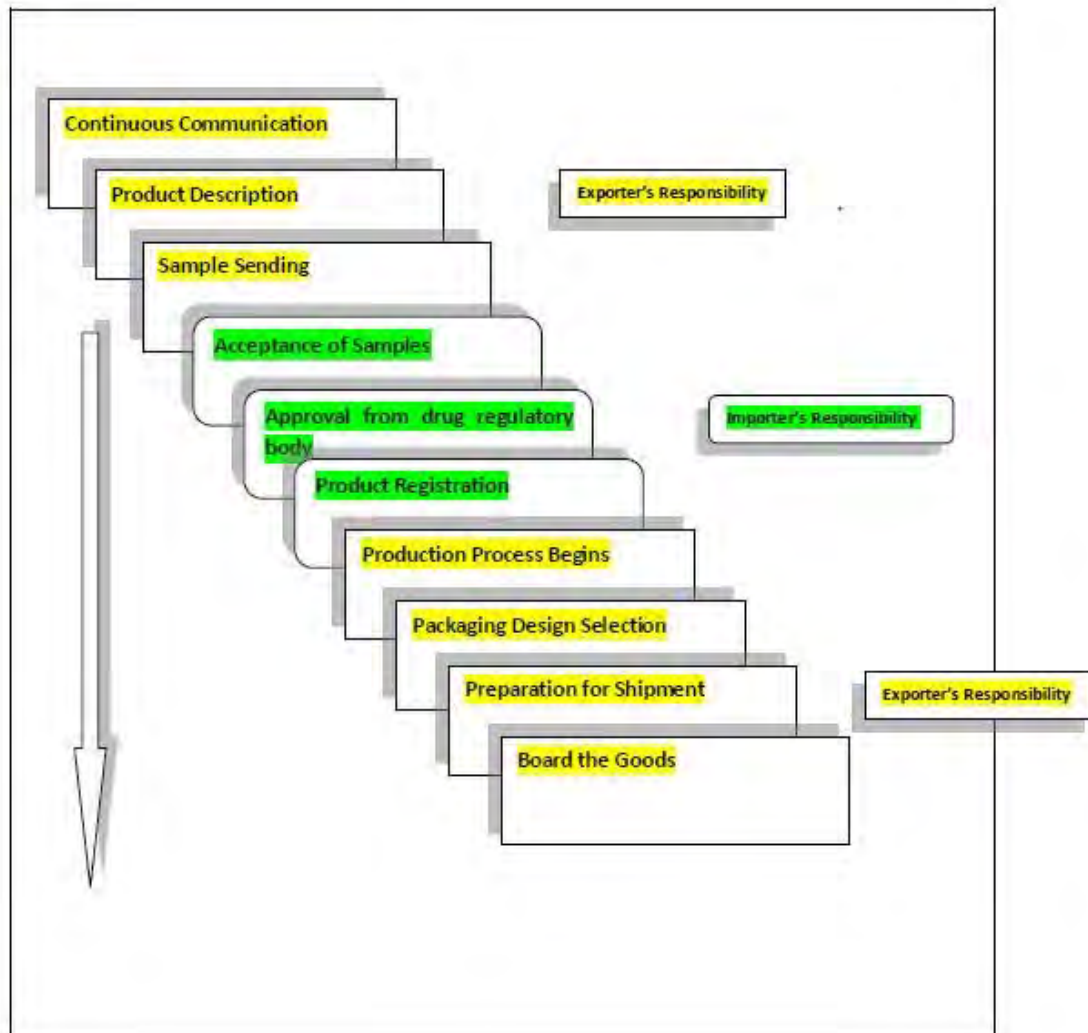 Continuous Communication
Product Description
Exporter's Responsibility
Sample Sending
Acceptance of Samples
Approval from drug regulatory
body
Importer's Responsibility
Product Registration
Production Process Begins
Packaging Design Selection
Preparation for Shipment
Exporter's Responsibility
Board the Goods